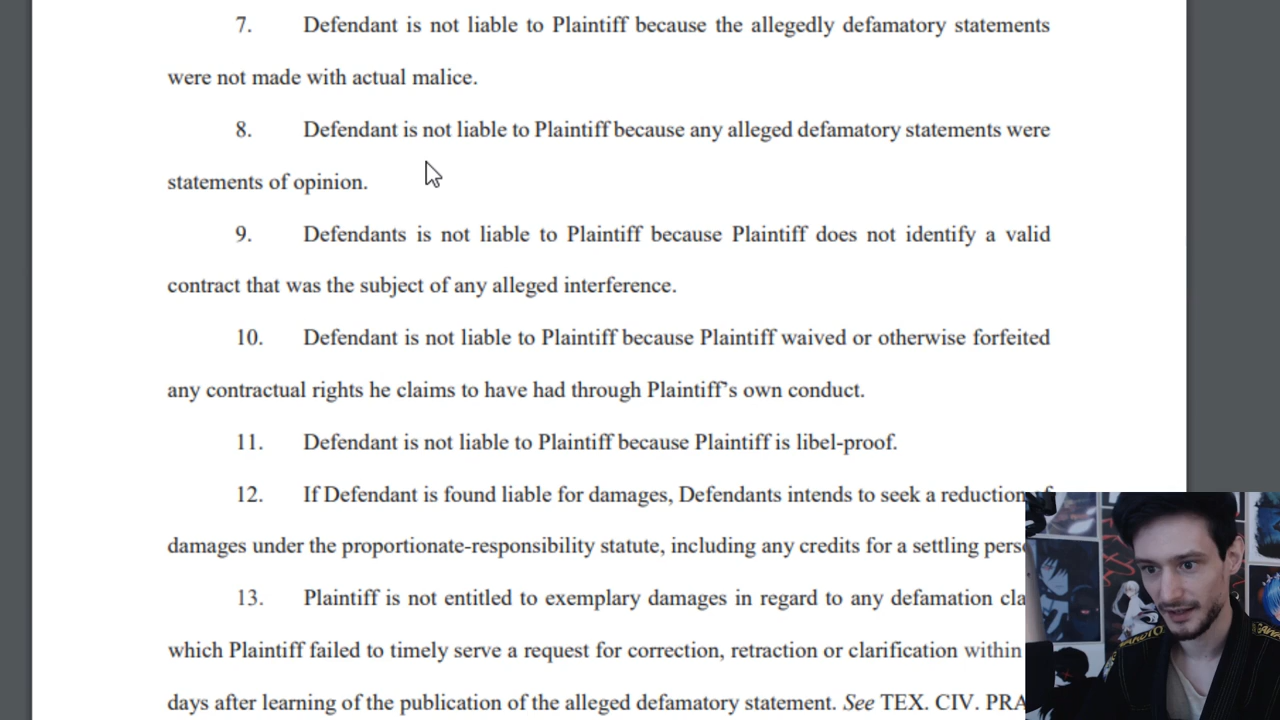 7. Defendant is not liable to Plaintiff because the allegedly defamatory statements
were not made with actual malice.
8. Defendant is not liable to Plaintiff because any alleged defamatory statements were
statements of opinion.
9. Defendants is not liable to Plaintiff because Plaintiff does not identify a valid
contract that was the subject of any alleged interference.
10. Defendant is not liable to Plaintiff because Plaintiff waived or otherwise forfeited
any contractual rights he claims to have had through Plaintiff's own conduct.
11. Defendant is not liable to Plaintiff because Plaintiff is libel-proof.
12. If Defendant is found liable for damages, Defendants intends to seek a reduction of
damages under the proportionate-responsibility statute, including any credits for a settling pers
13. Plaintiff is not entitled to exemplary damages in regard to any defamation cla
which Plaintiff failed to timely serve a request for correction, retraction or clarification within
days after learning of the publication of the alleged defamatory statement. See TEX. CIV. PRA